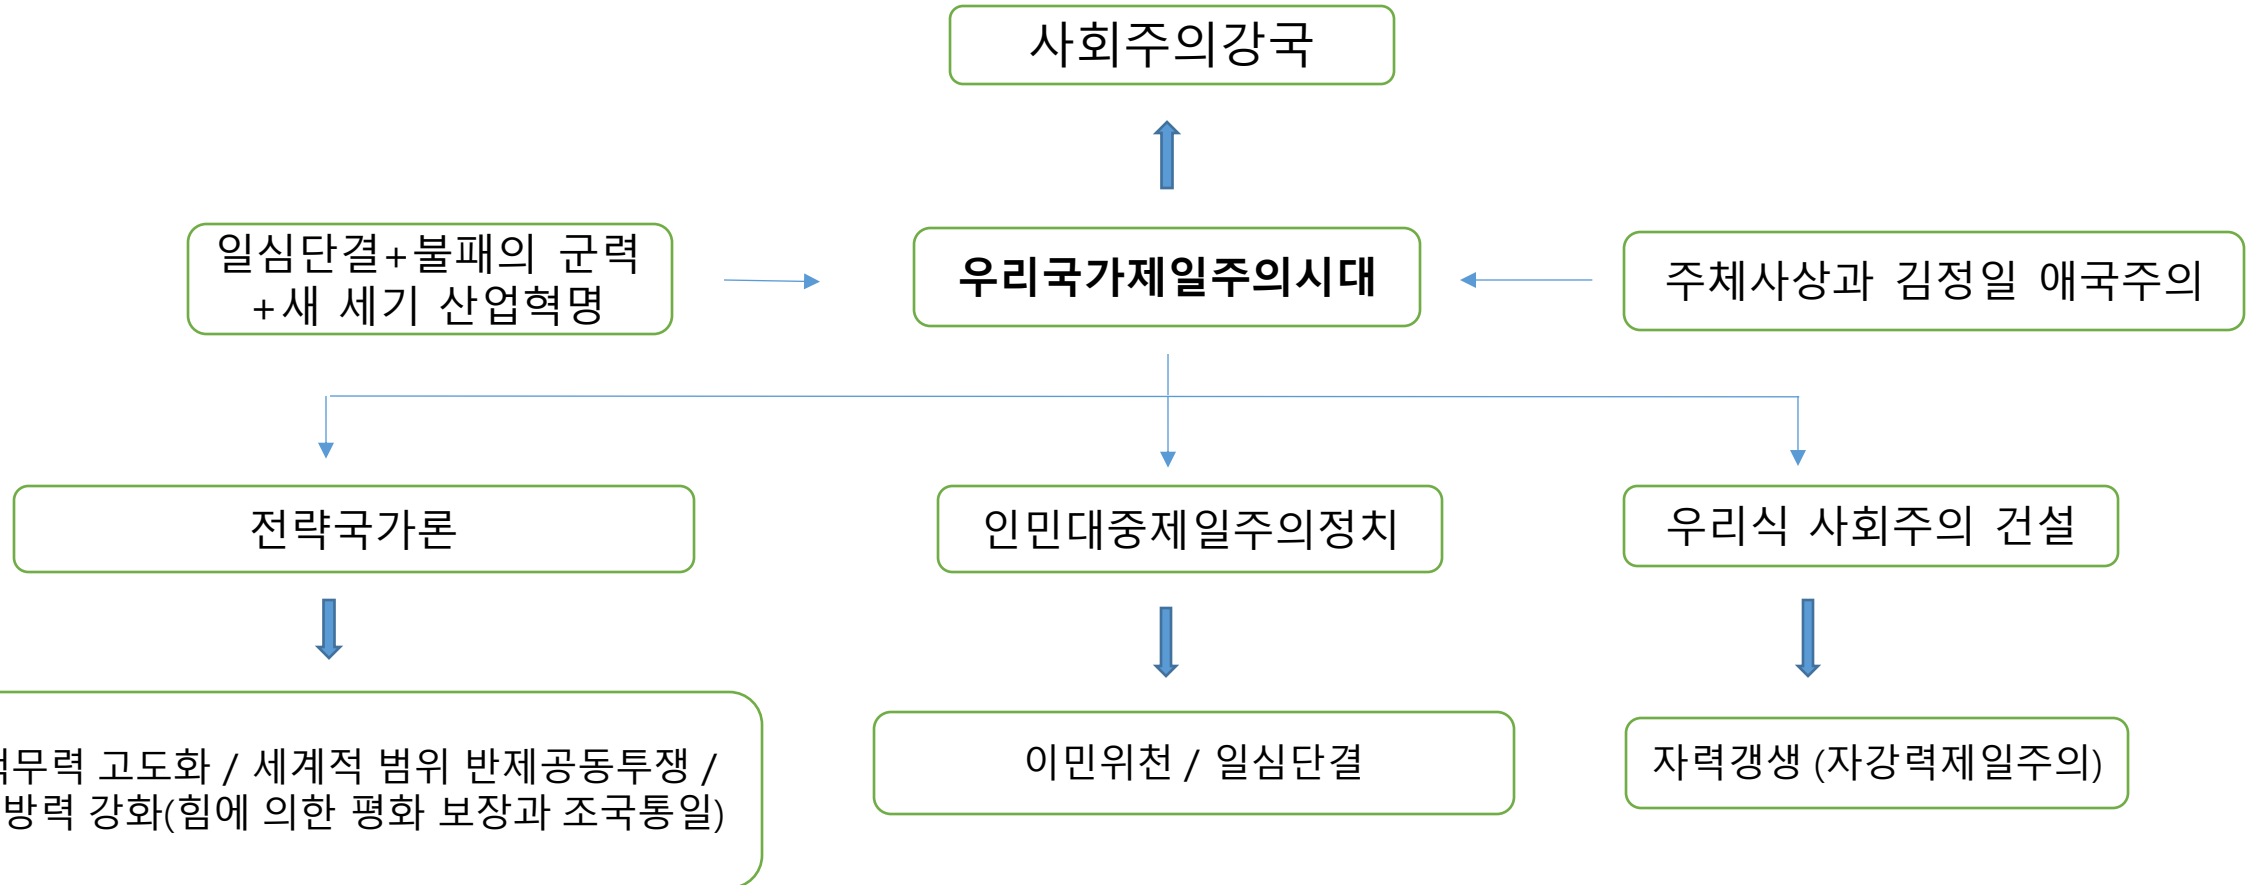 사회주의강국
일심단결+불패의 군력
+새 세기 산업혁명
우리국가제일주의시대
주체사상과 김정일 애국주의
전략국가론
인민대중제일주의정치
우리식 사회주의 건설
고도화 / 세계적 범위 반제공동투쟁 /
강화(힘에 의한 평화 보장과 조국통일)
이민위천 / 일심단결
자력갱생 (자강력제일주의)